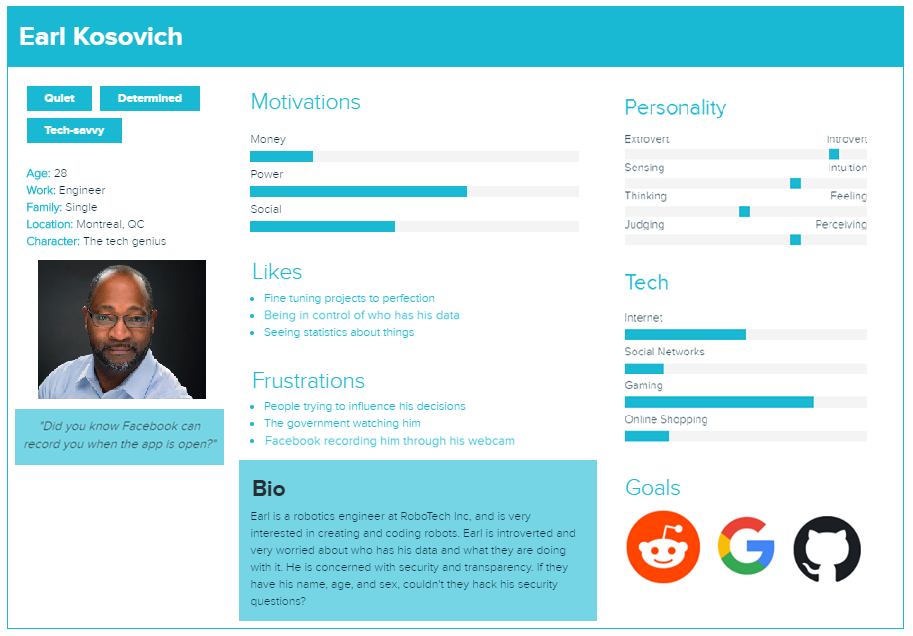 Earl Kosovich
Quiet
Determined
Tech-savvy
Age: 28
Work: Engineer
Family: Single
Location: Montreal, QC
Character: The tech genius
"Did you know Facebook can
record you when the app is open?"
Motivations
Money
Power
Social
Likes
Fine tuning projects to perfection
Being in control of who has his data
Seeing statistics about things
Frustrations
People trying to influence his decisions
The government watching him
Facebook recording him through his webcam
Bio
Earl is a robotics engineer at RoboTech Inc, and is very
interested in creating and coding robots. Earl is introverted and
very worried about who has his data and what they are doing
with it. He is concerned with security and transparency. If they
have his name, age, and sex, couldn't they hack his security
questions?
Personality
Extrovert Introvert
Sensing Intuition
Thinking Feeling
Judging Perceiving
Tech
Internet
Social Networks
Gaming
Online Shopping
Goals